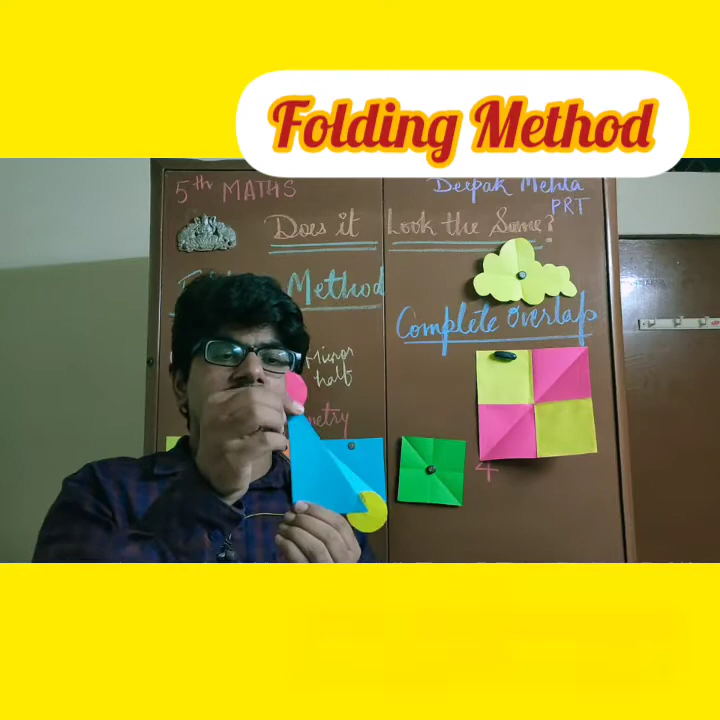 Folding Method
5th MATHS
Deepak Mehta
PRT
Does it Look the Same?
Method
Complete Overlap
Mirror
half
4